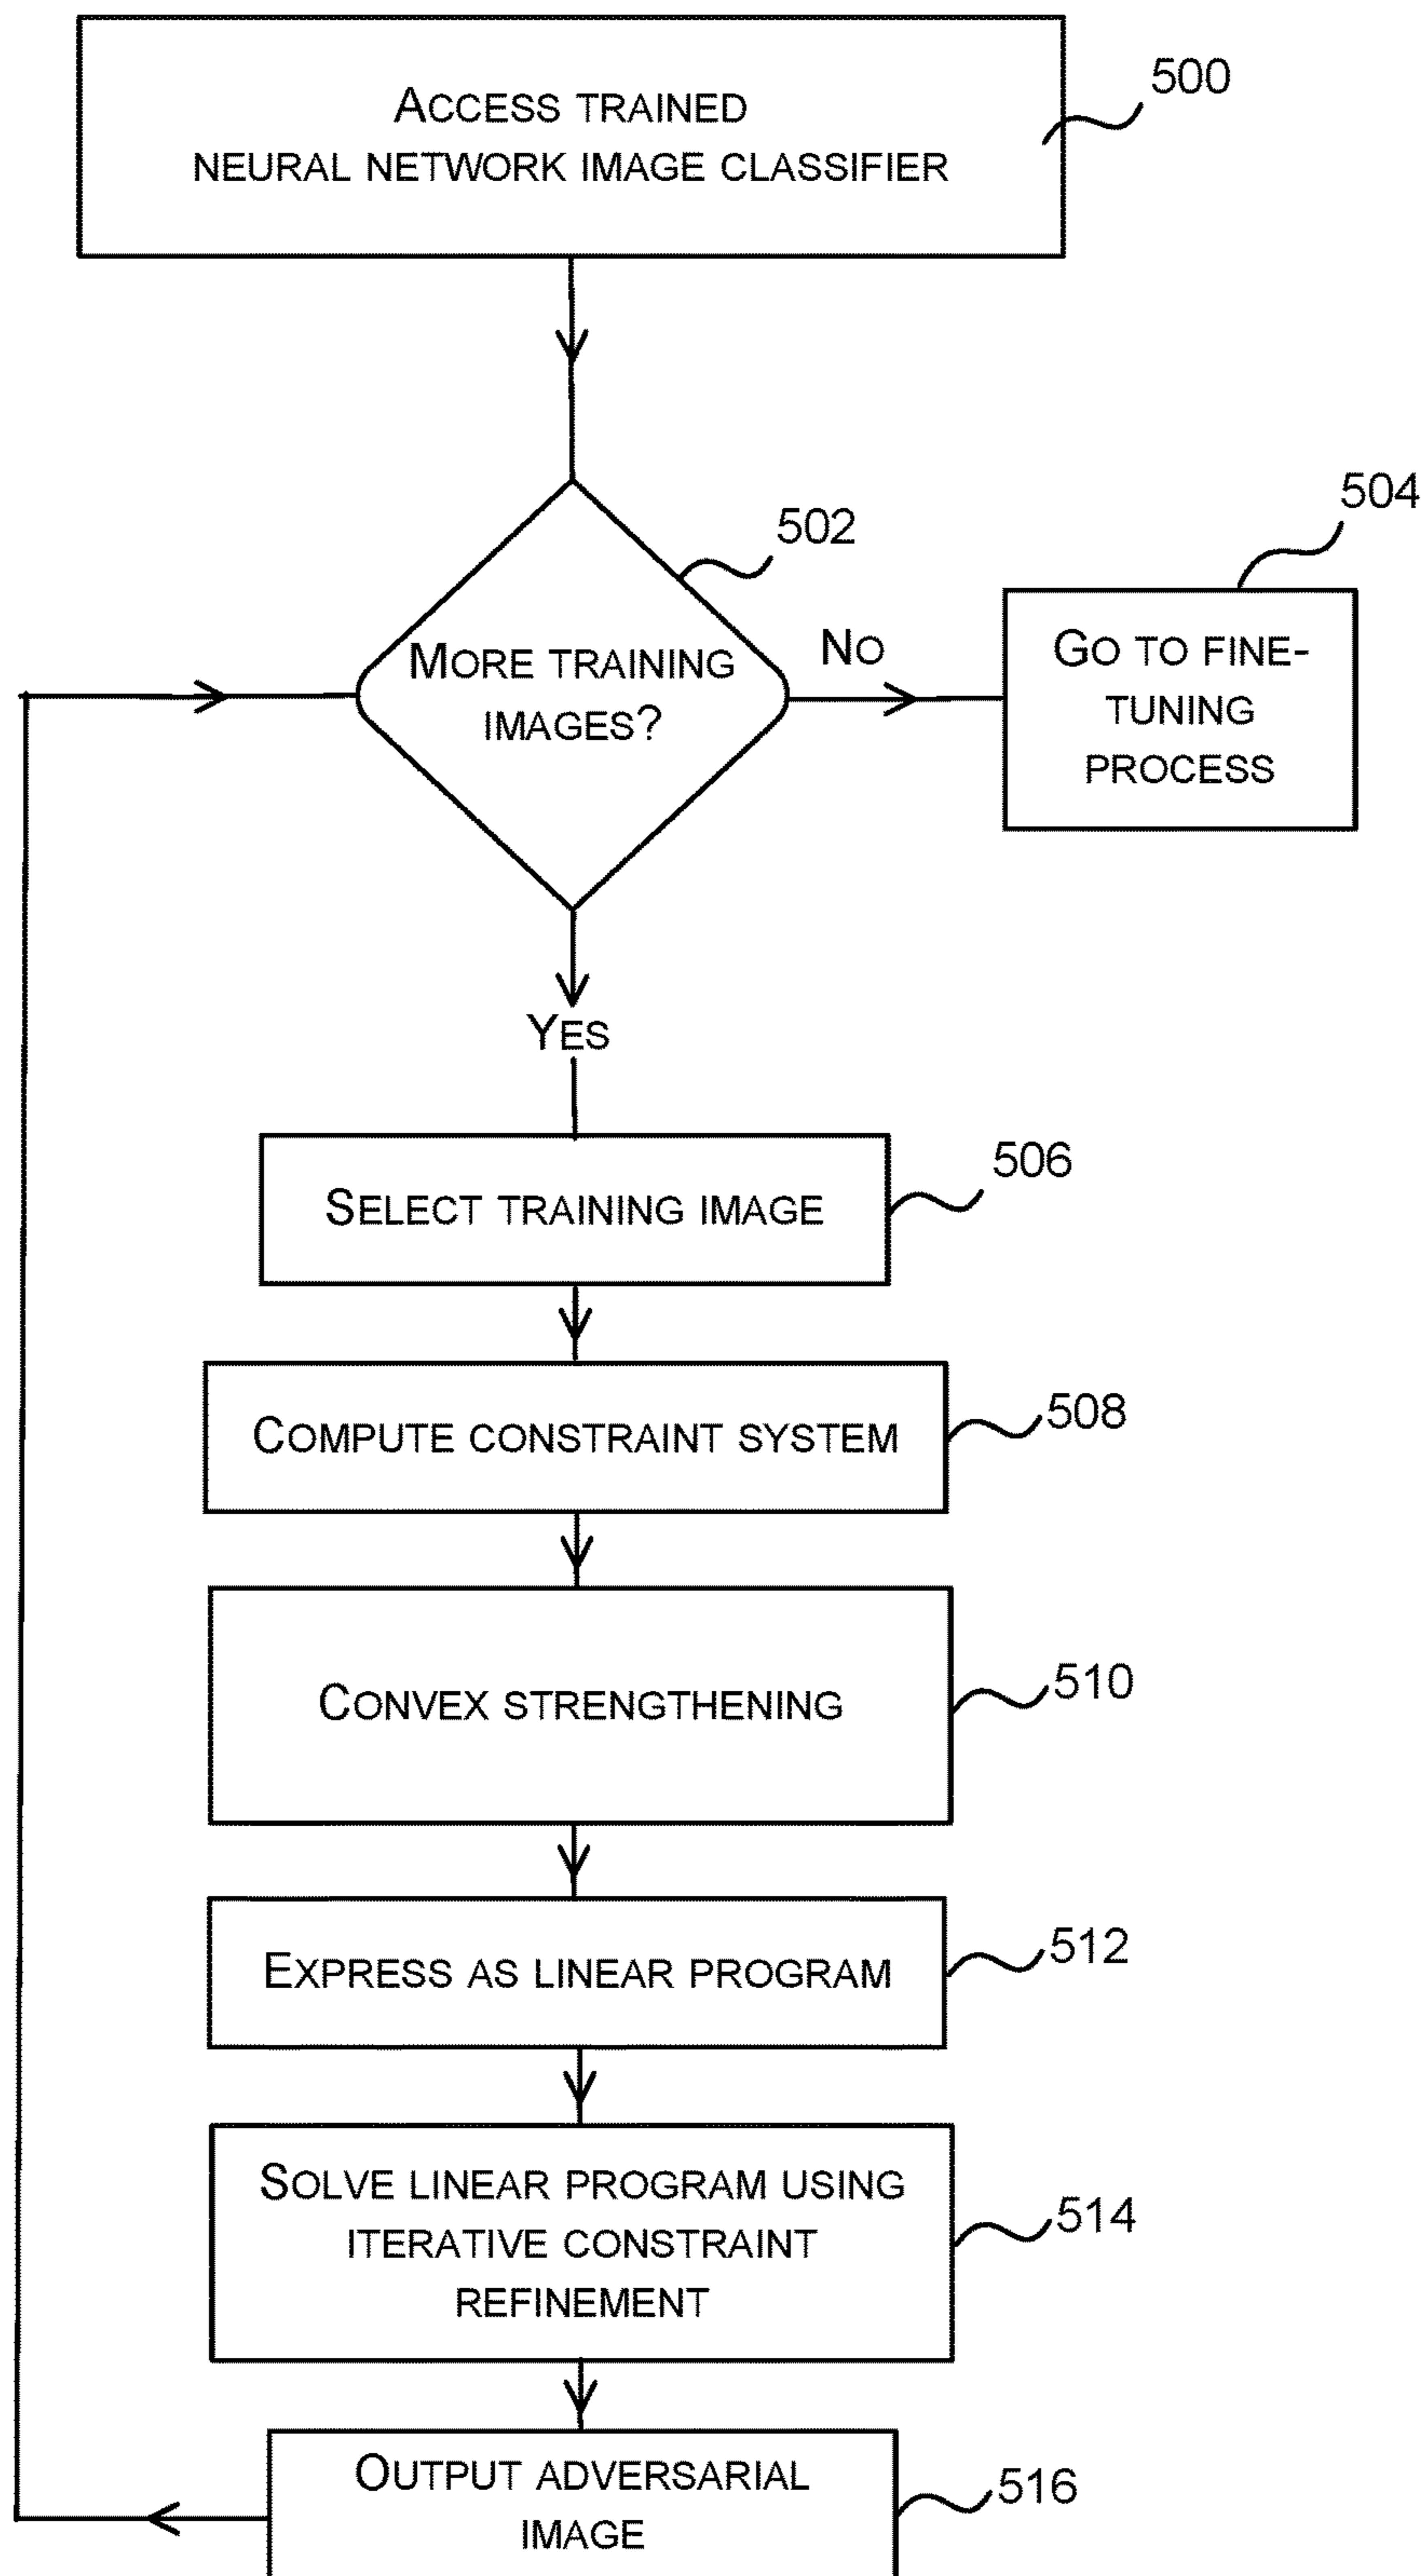 ACCESS TRAINED
NEURAL NETWORK IMAGE CLASSIFIER
500
502
504
MORE TRAINING
IMAGES?
NO
GO TO FINE-
TUNING
PROCESS
YES
506
SELECT TRAINING IMAGE
508
COMPUTE CONSTRAINT SYSTEM
510
CONVEX STRENGTHENING
512
EXPRESS AS LINEAR PROGRAM
514
SOLVE LINEAR PROGRAM USING
ITERATIVE CONSTRAINT
REFINEMENT
516
OUTPUT ADVERSARIAL
IMAGE